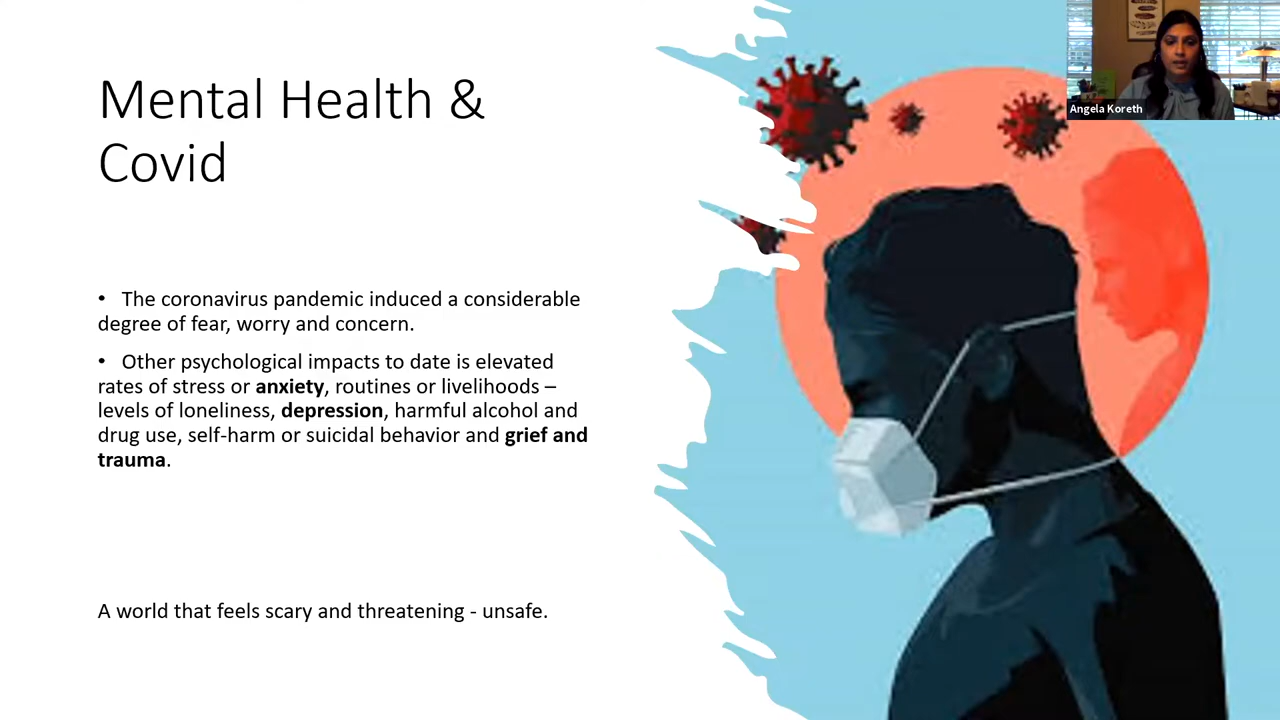 Mental Health &
Covid
• The coronavirus pandemic induced a considerable
degree of fear, worry and concern.
• Other psychological impacts to date is elevated
rates of stress or anxiety, routines or livelihoods –
levels of loneliness, depression, harmful alcohol and
drug use, self-harm or suicidal behavior and grief and
trauma.
A world that feels scary and threatening - unsafe.
Angela Koreth